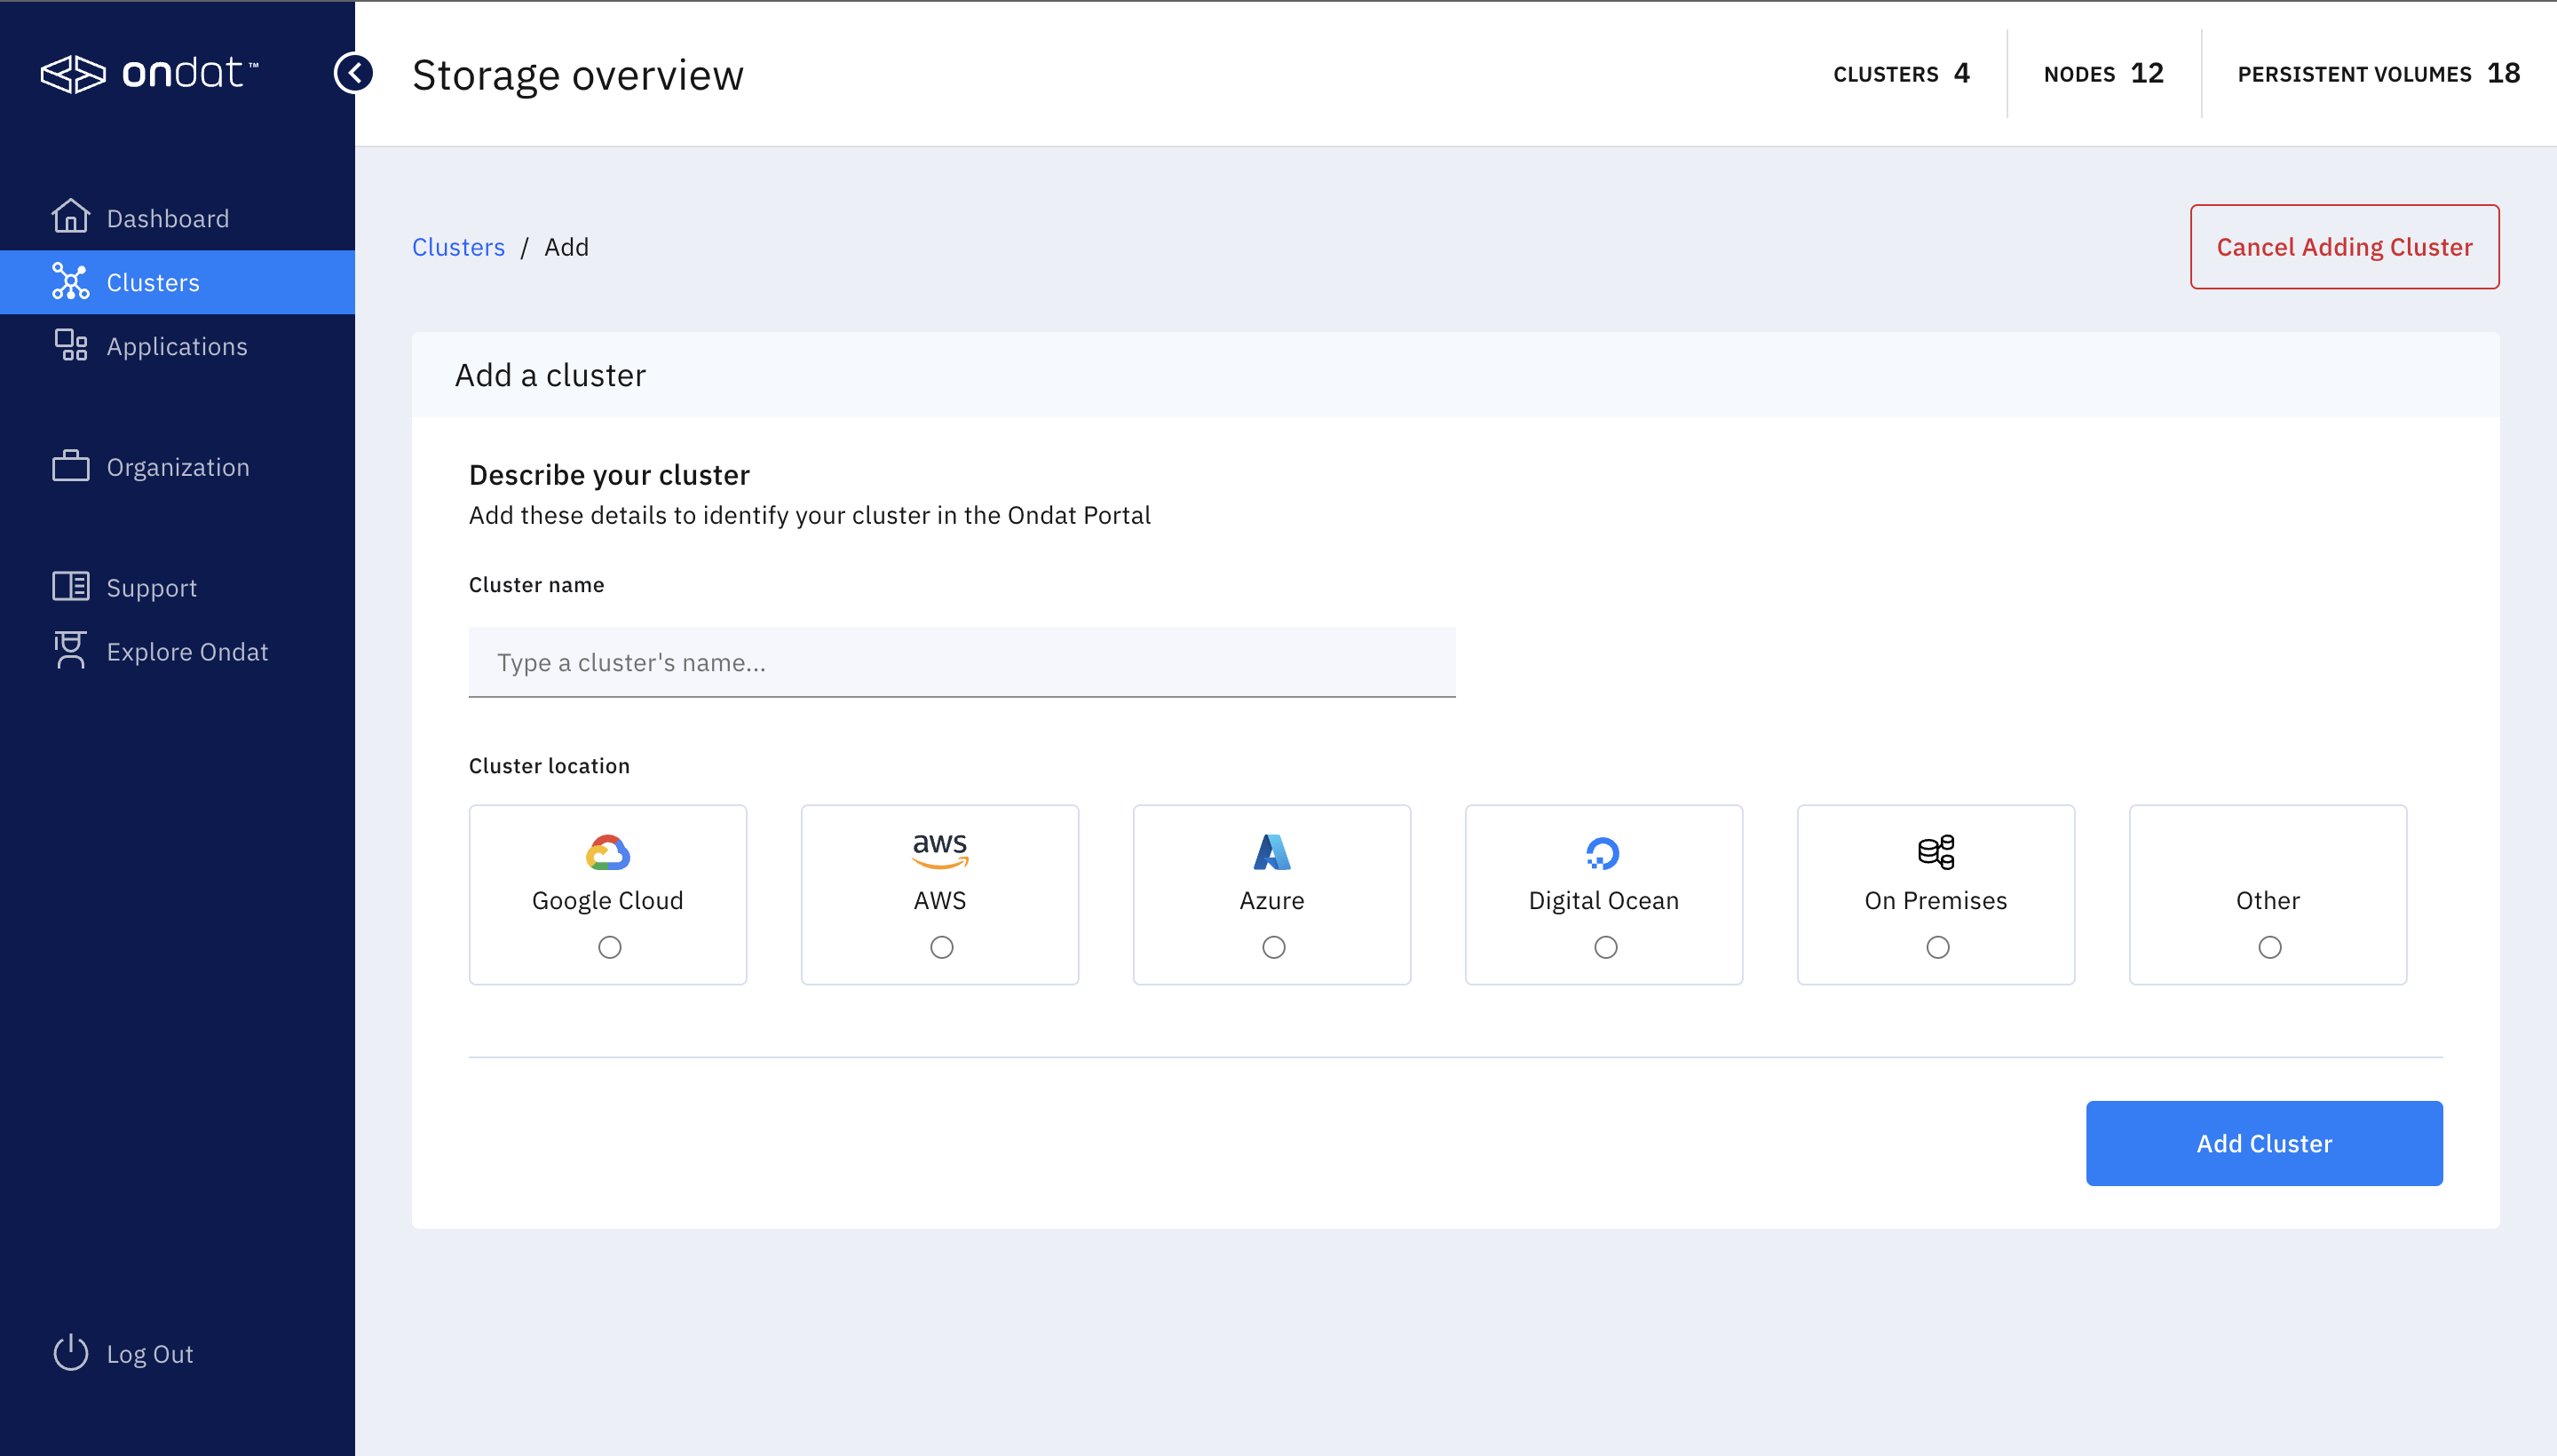 ondat™
Storage overview
CLUSTERS 4
NODES 12
PERSISTENT VOLUMES 18
Dashboard
Clusters
Applications
Organization
Support
Explore Ondat
Log Out
Clusters / Add
Cancel Adding Cluster
Add a cluster
Describe your cluster
Add these details to identify your cluster in the Ondat Portal
Cluster name
Type a cluster's name...
Cluster location
Google Cloud
aws
AWS
Azure
Digital Ocean
On Premises
Other
Add Cluster